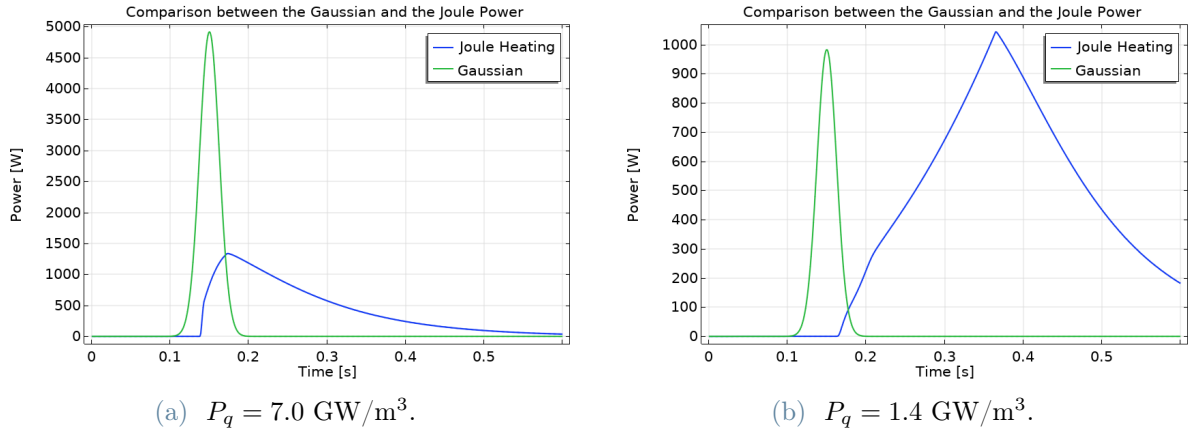 Comparison between the Gaussian and the Joule Power
5000
4500
4000
3500
3000
2500
2000
1500
1000
500
0
Power [W]
Joule Heating
Gaussian
0 0.1 0.2 0.3 0.4 0.5
Time [s]
(a) P_q = 7.0 GW/m³.
Comparison between the Gaussian and the Joule Power
1000
900
800
700
600
500
400
300
200
100
0
Power [W]
Joule Heating
Gaussian
0 0.1 0.2 0.3 0.4 0.5
Time [s]
(b) P_q = 1.4 GW/m³.